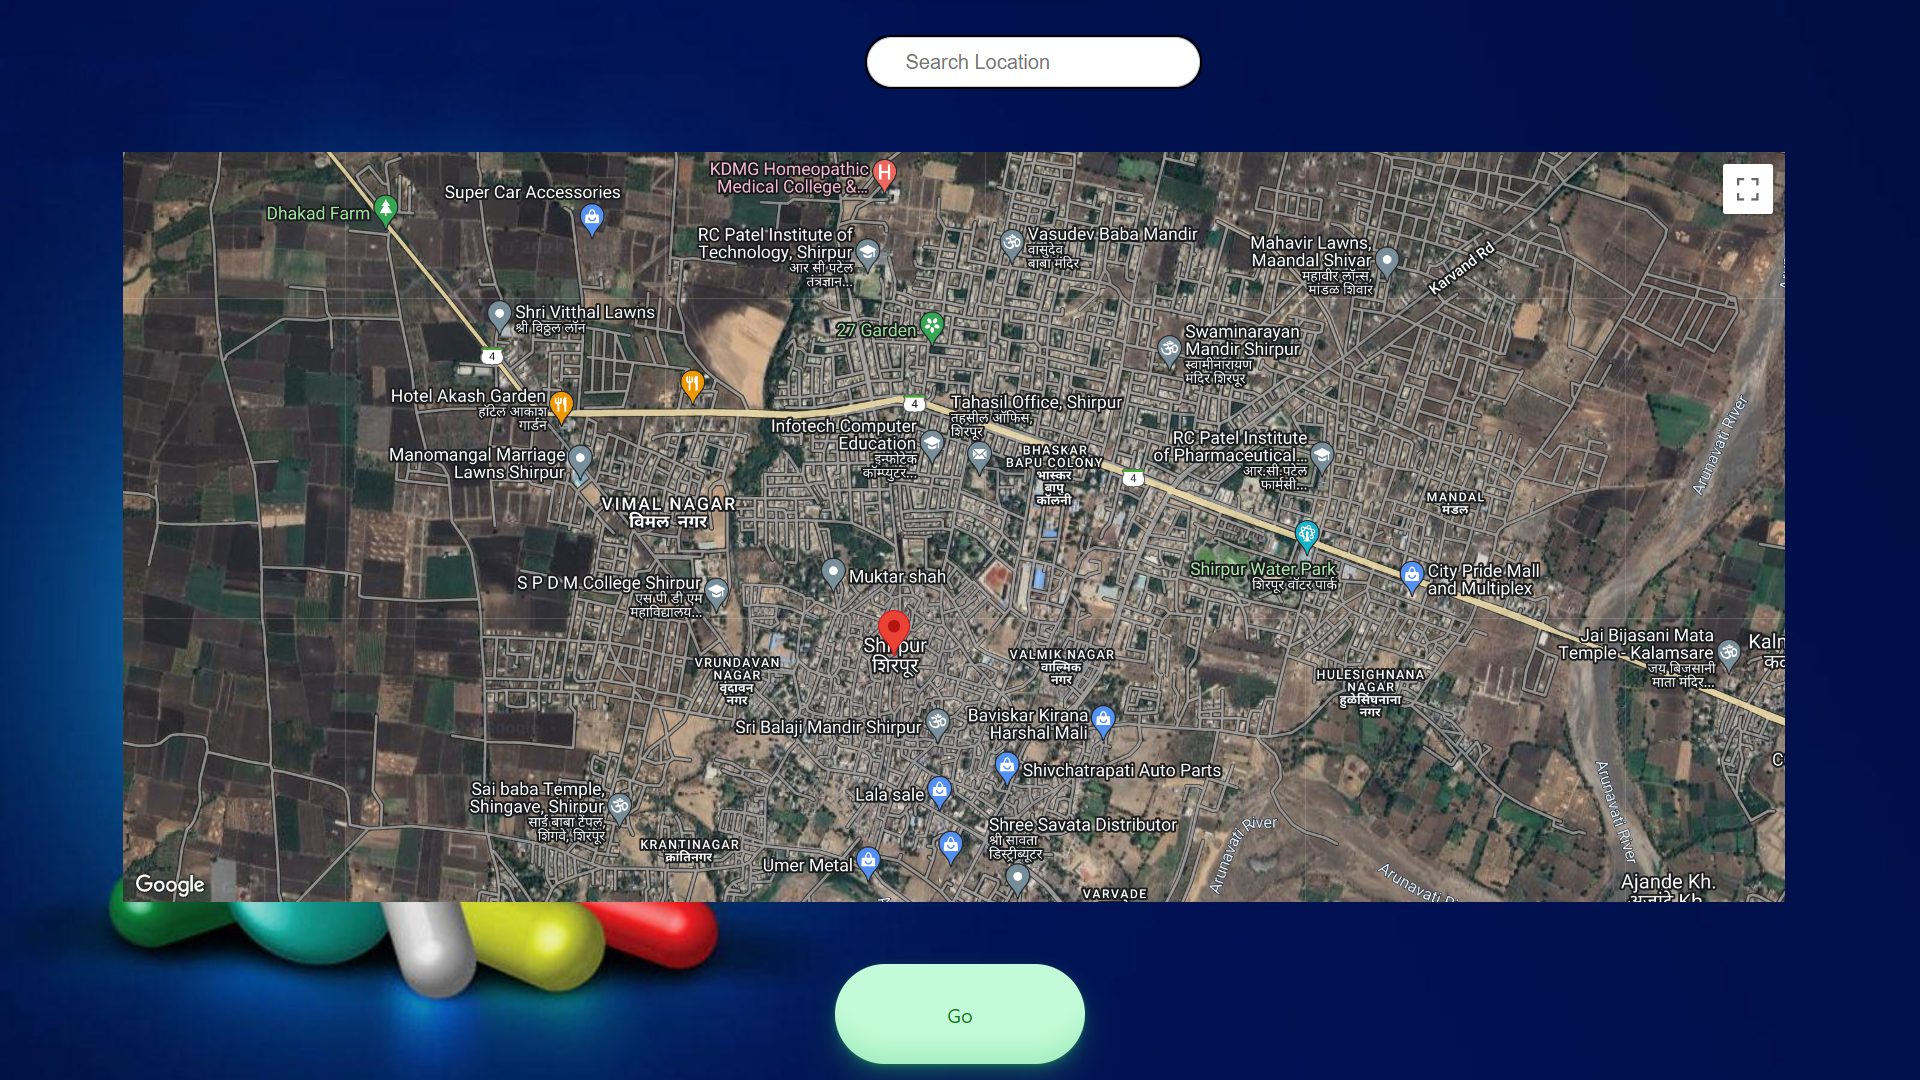 Search Location
KDMG Homeopathic
Medical College &...
Super Car Accessories
Dhakad Farm
RC Patel Institute of
Technology, Shirpur
आर सी पटेल
तंत्रज्ञान...
Vasudev Baba Mandir
वासुदेव
बाबा मंदिर
Mahavir Lawns,
Maandal Shivar
महावीर लॉन्स,
मांडळ शिवार
Karvand Rd
Shri Vitthal Lawns
श्री विठ्ठल लॉन
27 Garden
Swaminarayan
Mandir Shirpur
स्वामीनारायण
मंदिर शिरपूर
4
Hotel Akash Garden
हॉटेल आकाश
गार्डन
4
Tahasil Office, Shirpur
तहसील ऑफिस,
शिरपूर
Infotech Computer
Education
इन्फोटेक
कॉम्प्युटर...
Arunavati River
Manomangal Marriage
Lawns Shirpur
BHASKAR
BAPU COLONY
भास्कर
बापु
कॉलनी
RC Patel Institute
of Pharmaceutical...
आर.सी.पटेल
फार्मसी...
4
MANDAL
मंडल
VIMAL NAGAR
विमल नगर
Shirpur Water Park
शिरपूर वॉटर पार्क
City Pride Mall
and Multiplex
Muktar shah
S P D M College Shirpur
एस पी डी एम
महाविद्यालय...
Shirpur
शिरपूर
Jai Bijasani Mata
Temple - Kalamsare
जय बिजसानी
माता मंदिर...
VRUNDAVAN
NAGAR
वृंदावन
नगर
VALMIK NAGAR
वाल्मिक
नगर
HULESIGHNANA
NAGAR
हुळेसिंघनाना
नगर
Sri Balaji Mandir Shirpur
Baviskar Kirana
Harshal Mali
Shivchatrapati Auto Parts
Lala sale
Sai baba Temple,
Shingave, Shirpur
साई बाबा टेंपल,
शिंगवे, शिरपूर
Shree Savata Distributor
श्री सावता
डिस्ट्रीब्यूटर
Arunavati River
Arunavati River
KRANTINAGAR
क्रांतिनगर
Umer Metal
VARVADE
Ajande Kh.
Google
Go